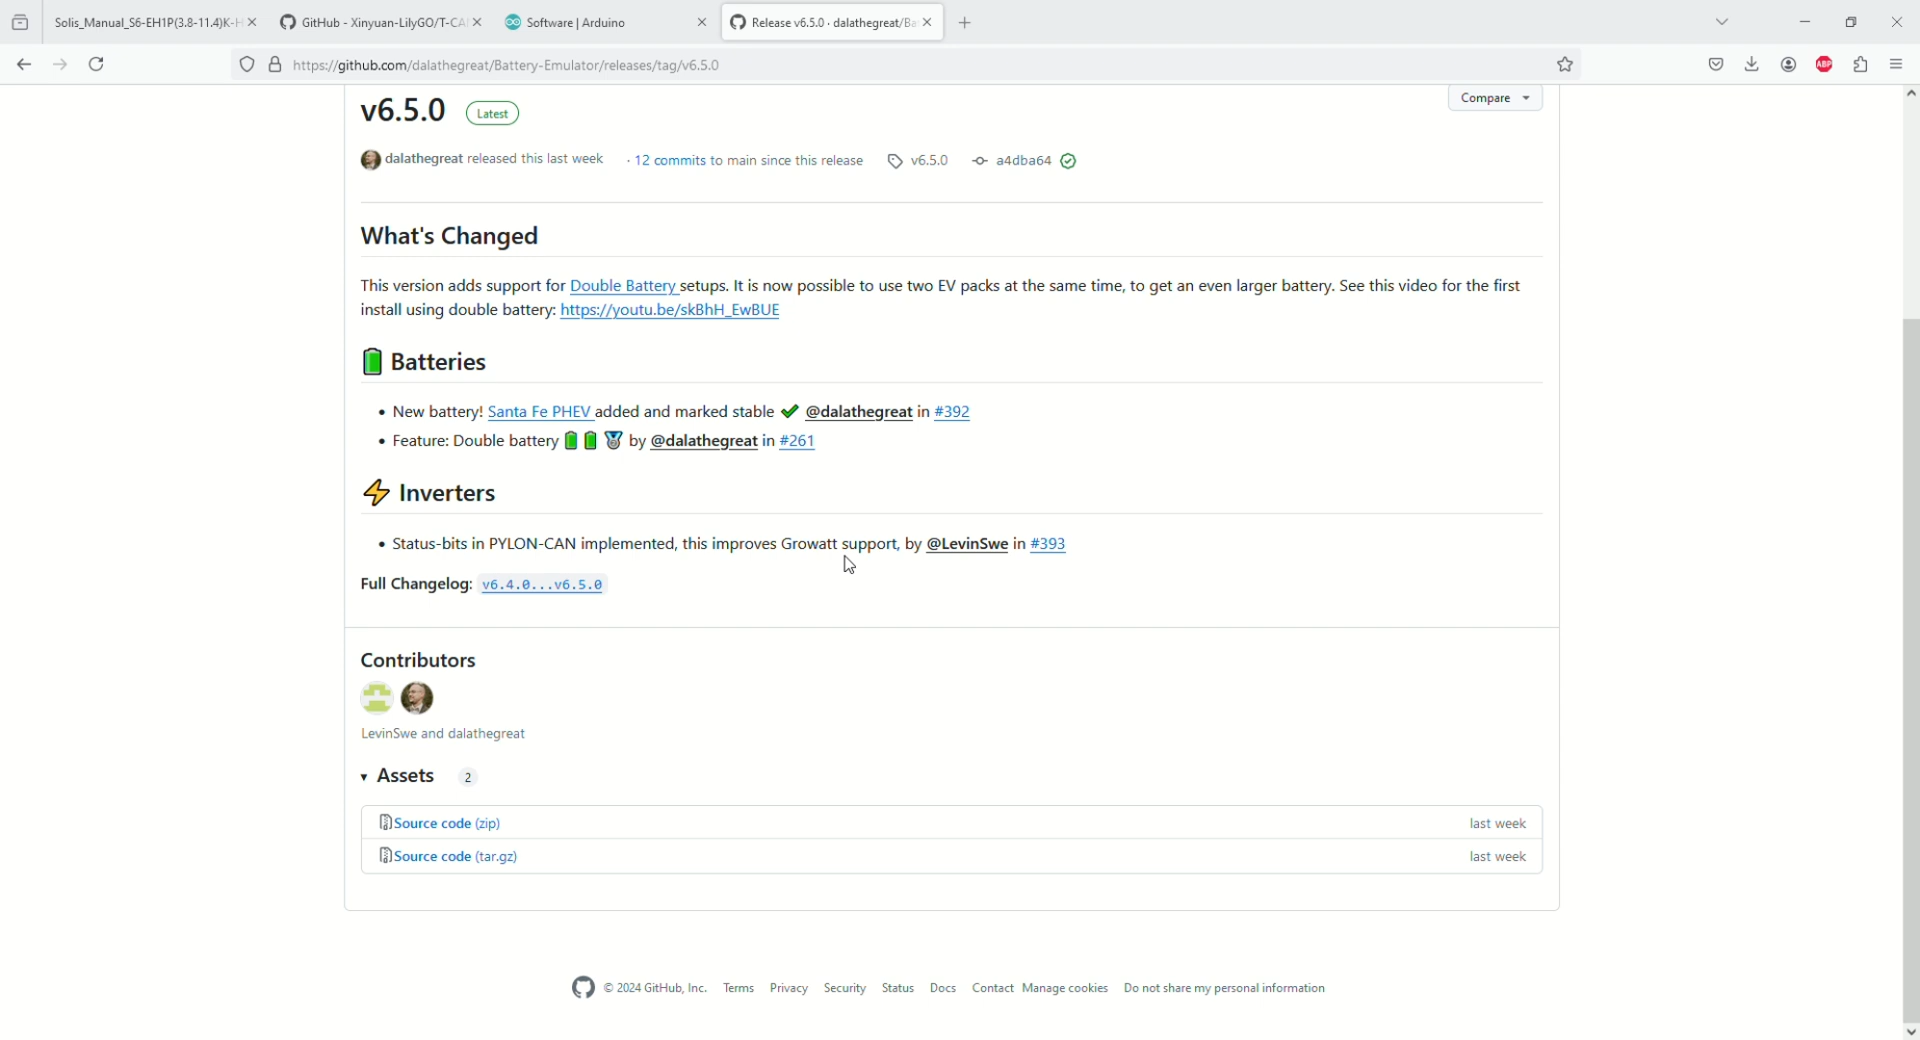 Solis_Manual_S6-EH1P(3.8-11.4)K-H
GitHub - Xinyuan-LilyGO/T-CA
Software | Arduino
Release v6.5.0 · dalathegreat/Ba
https://github.com/dalathegreat/Battery-Emulator/releases/tag/v6.5.0
ABP
v6.5.0
Latest
Compare
dalathegreat released this last week · 12 commits to main since this release v6.5.0 a4dba64
What's Changed
This version adds support for Double Battery setups. It is now possible to use two EV packs at the same time, to get an even larger battery. See this video for the first
install using double battery: https://youtu.be/skBhH_EwBUE
Batteries
• New battery! Santa Fe PHEV added and marked stable ✔ @dalathegreat in #392
• Feature: Double battery 🔋🔋🏅 by @dalathegreat in #261
⚡ Inverters
• Status-bits in PYLON-CAN implemented, this improves Growatt support, by @LevinSwe in #393
Full Changelog: v6.4.0...v6.5.0
Contributors
LevinSwe and dalathegreat
Assets 2
Source code (zip) last week
Source code (tar.gz) last week
© 2024 GitHub, Inc. Terms Privacy Security Status Docs Contact Manage cookies Do not share my personal information